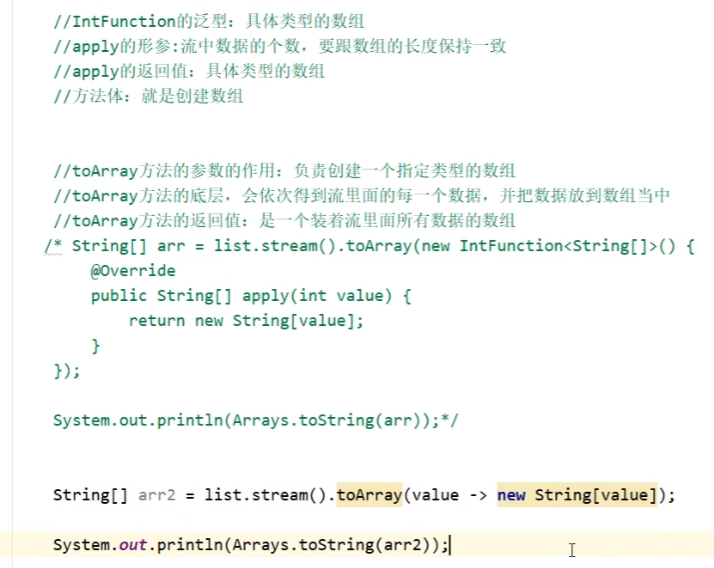 //IntFunction的泛型：具体类型的数组
//apply的形参:流中数据的个数，要跟数组的长度保持一致
//apply的返回值：具体类型的数组
//方法体：就是创建数组
//toArray方法的参数的作用：负责创建一个指定类型的数组
//toArray方法的底层，会依次得到流里面的每一个数据，并把数据放到数组当中
//toArray方法的返回值：是一个装着流里面所有数据的数组
/* String[] arr = list.stream().toArray(new IntFunction<String[]>() {
@Override
public String[] apply(int value) {
return new String[value];
}
});
System.out.println(Arrays.toString(arr));*/
String[] arr2 = list.stream().toArray(value -> new String[value]);
System.out.println(Arrays.toString(arr2));